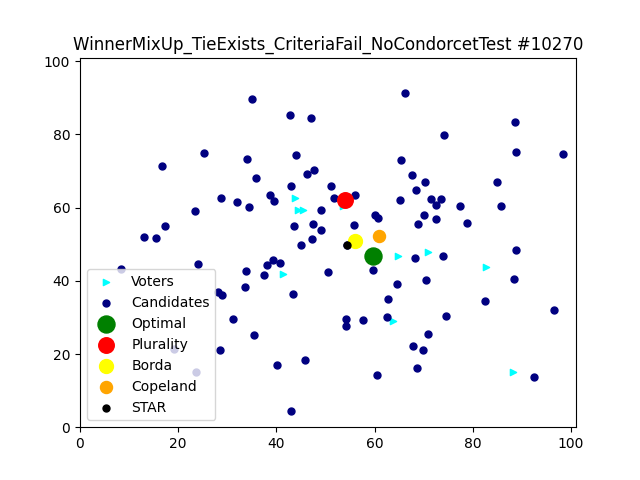 WinnerMixUp_TieExists_CriteriaFail_NoCondorcetTest #10270
100
80
60
40
20
0
0 20 40 60 80 100
Voters
Candidates
Optimal
Plurality
Borda
Copeland
STAR